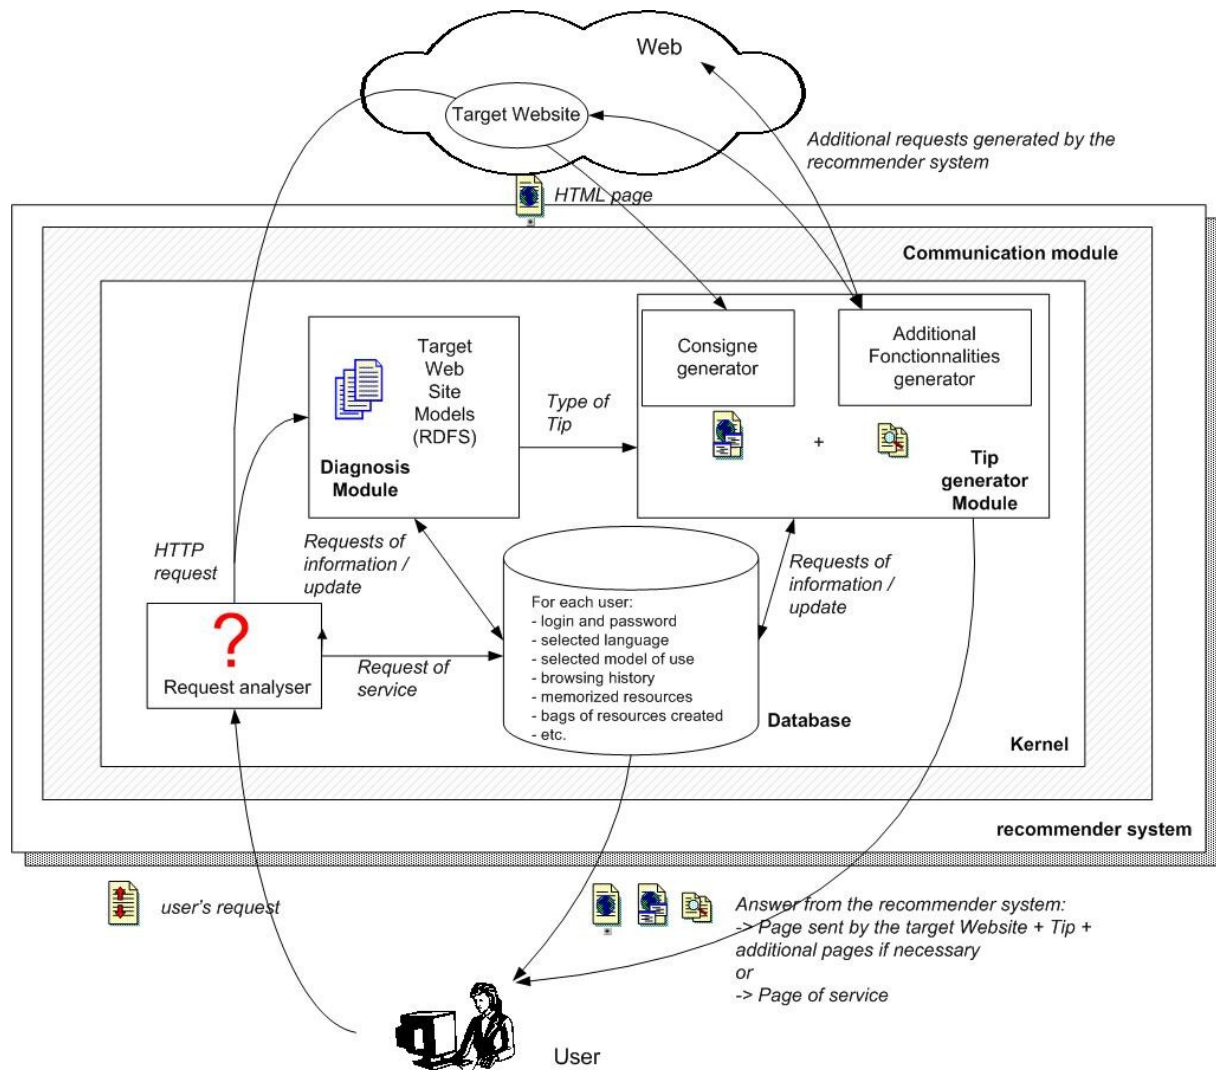 Web
Target Website
Additional requests generated by the
recommender system
HTML page
Communication module
Target
Web
Site
Models
(RDFS)
Diagnosis
Module
Type of
Tip
Consigne
generator
Additional
Fonctionnalities
generator
+
Tip
generator
Module
HTTP
request
Requests of
information /
update
Requests of
information /
update
?
Request analyser
Request of
service
For each user:
- login and password
- selected language
- selected model of use
- browsing history
- memorized resources
- bags of resources created
- etc.
Database
Kernel
recommender system
user's request
Answer from the recommender system:
-> Page sent by the target Website + Tip +
additional pages if necessary
or
-> Page of service
User